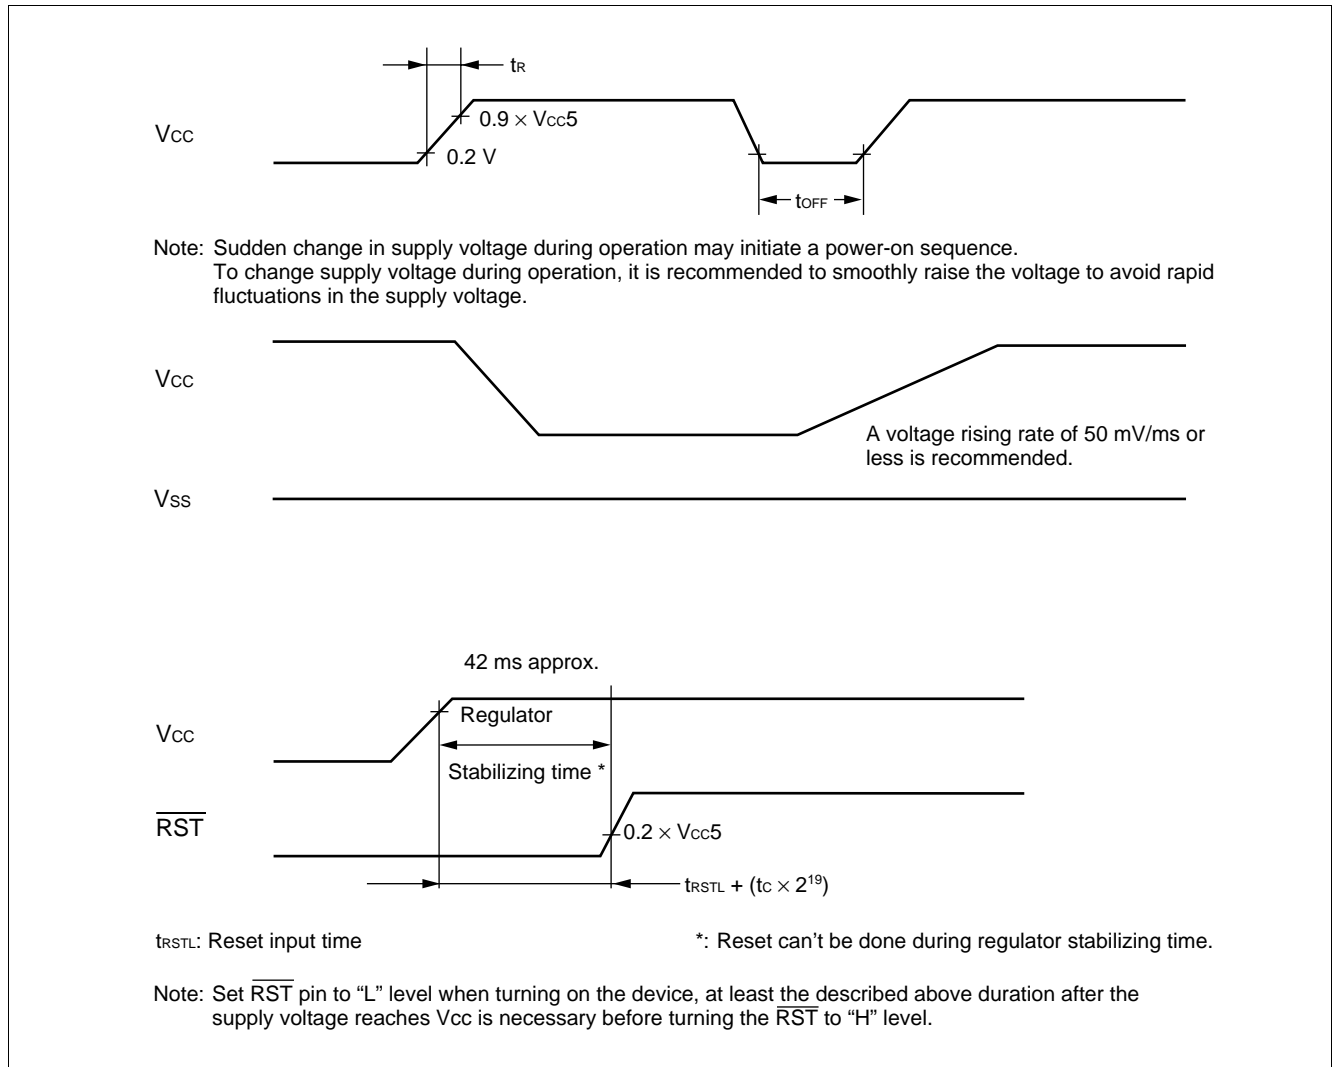 tR
VCC
0.9 × VCC5
0.2 V
tOFF
Note: Sudden change in supply voltage during operation may initiate a power-on sequence.
To change supply voltage during operation, it is recommended to smoothly raise the voltage to avoid rapid
fluctuations in the supply voltage.
VCC
A voltage rising rate of 50 mV/ms or
less is recommended.
VSS
42 ms approx.
VCC
Regulator
Stabilizing time *
R̅S̅T̅
0.2 × VCC5
tRSTL + (tC × 2¹⁹)
tRSTL: Reset input time
*: Reset can't be done during regulator stabilizing time.
Note: Set R̅S̅T̅ pin to “L” level when turning on the device, at least the described above duration after the
supply voltage reaches Vcc is necessary before turning the R̅S̅T̅ to “H” level.